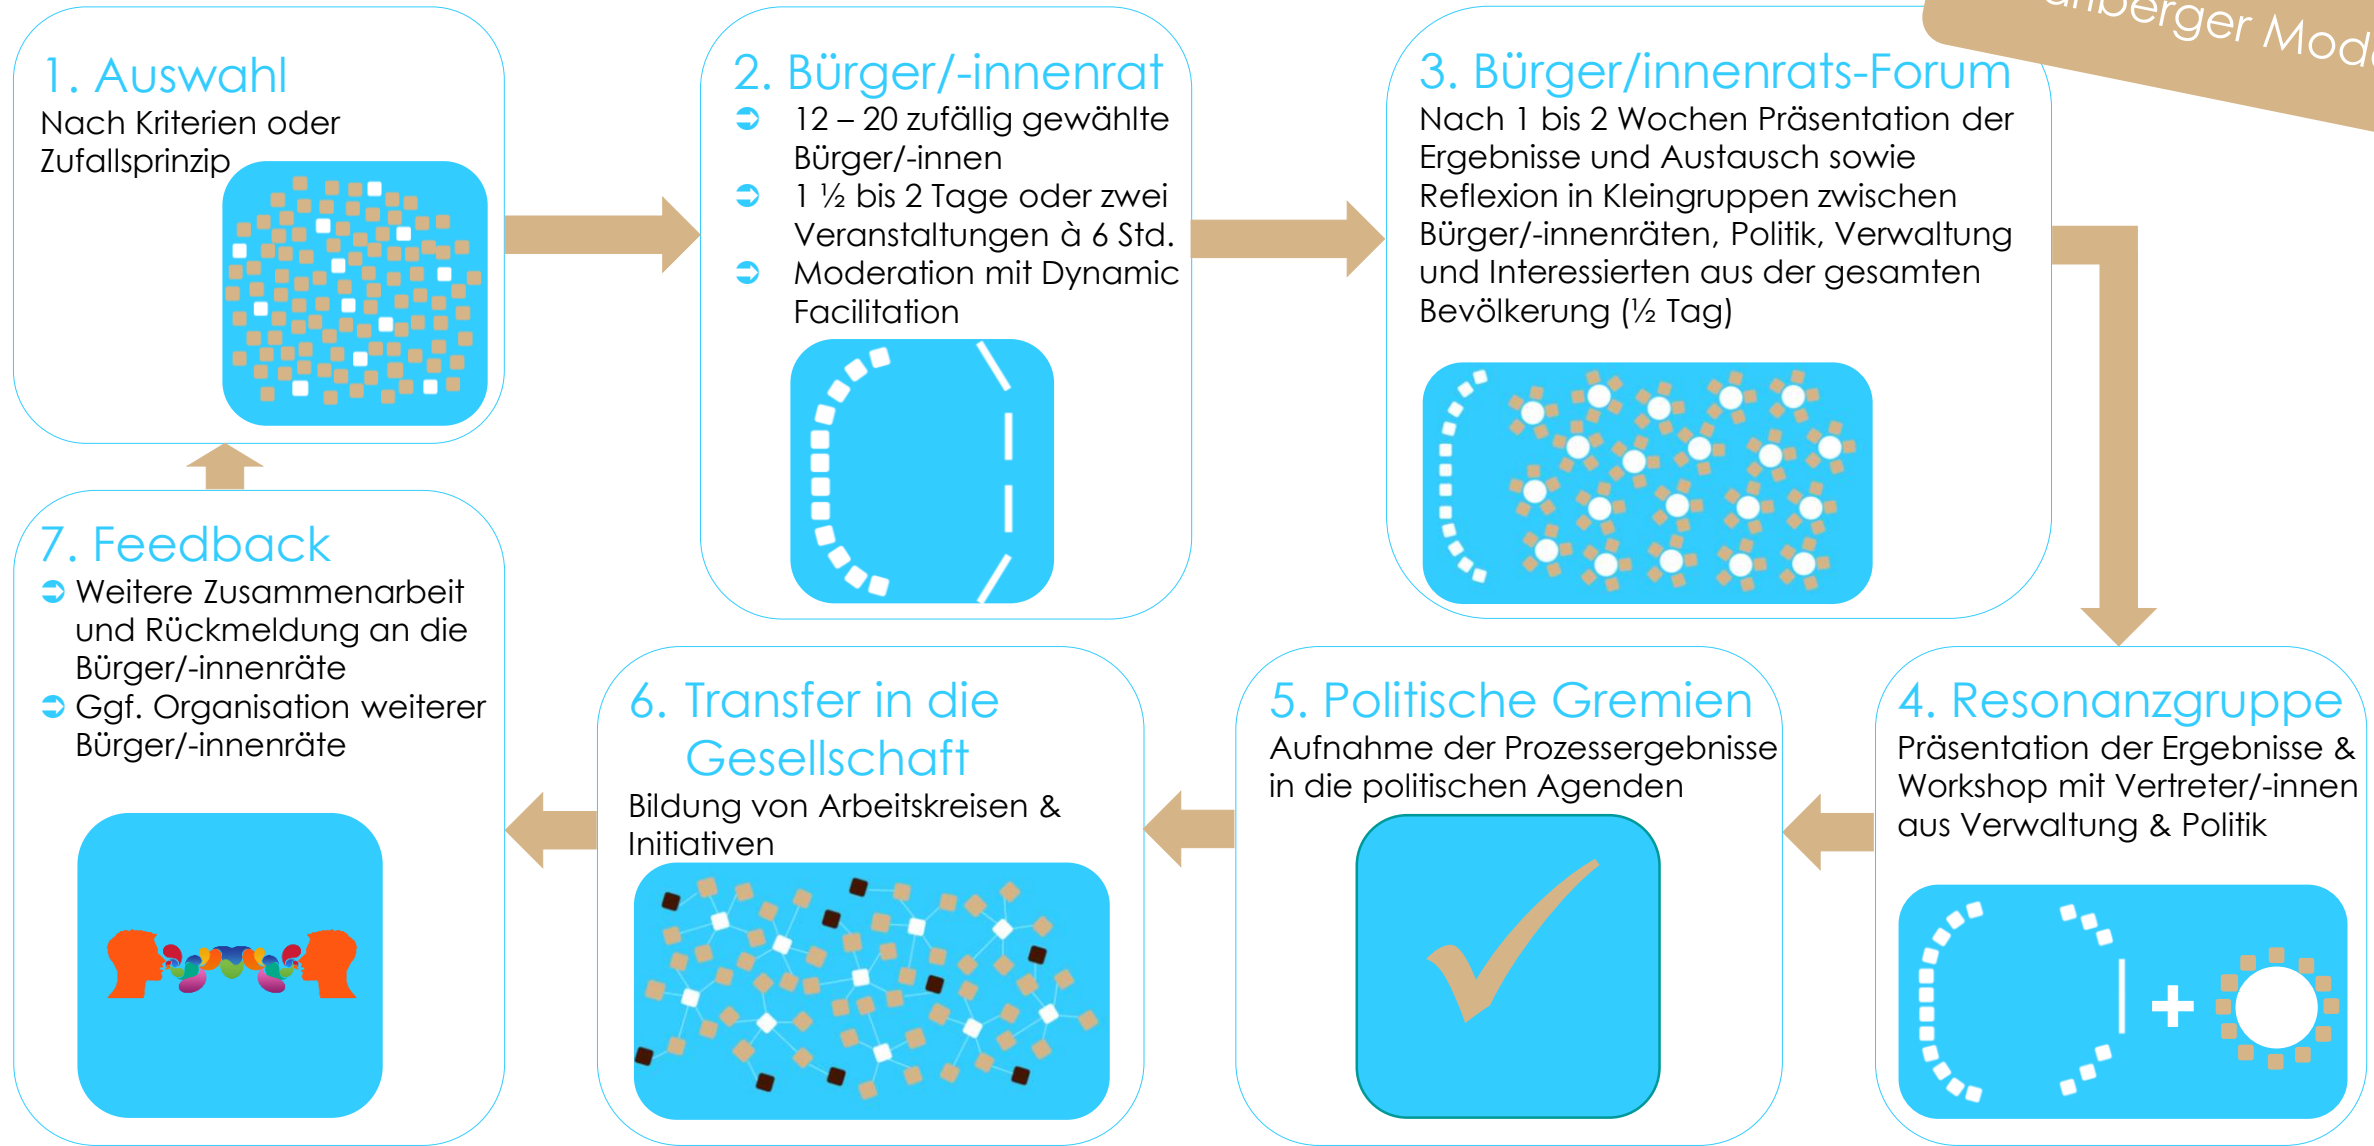 1. Auswahl
Nach Kriterien oder
Zufallsprinzip
2. Bürger/-innenrat
12 – 20 zufällig gewählte
Bürger/-innen
1 ½ bis 2 Tage oder zwei
Veranstaltungen à 6 Std.
Moderation mit Dynamic
Facilitation
3. Bürger/innenrats-Forum
Nach 1 bis 2 Wochen Präsentation der
Ergebnisse und Austausch sowie
Reflexion in Kleingruppen zwischen
Bürger/-innenräten, Politik, Verwaltung
und Interessierten aus der gesamten
Bevölkerung (½ Tag)
4. Resonanzgruppe
Präsentation der Ergebnisse &
Workshop mit Vertreter/-innen
aus Verwaltung & Politik
5. Politische Gremien
Aufnahme der Prozessergebnisse
in die politischen Agenden
6. Transfer in die
Gesellschaft
Bildung von Arbeitskreisen &
Initiativen
7. Feedback
Weitere Zusammenarbeit
und Rückmeldung an die
Bürger/-innenräte
Ggf. Organisation weiterer
Bürger/-innenräte